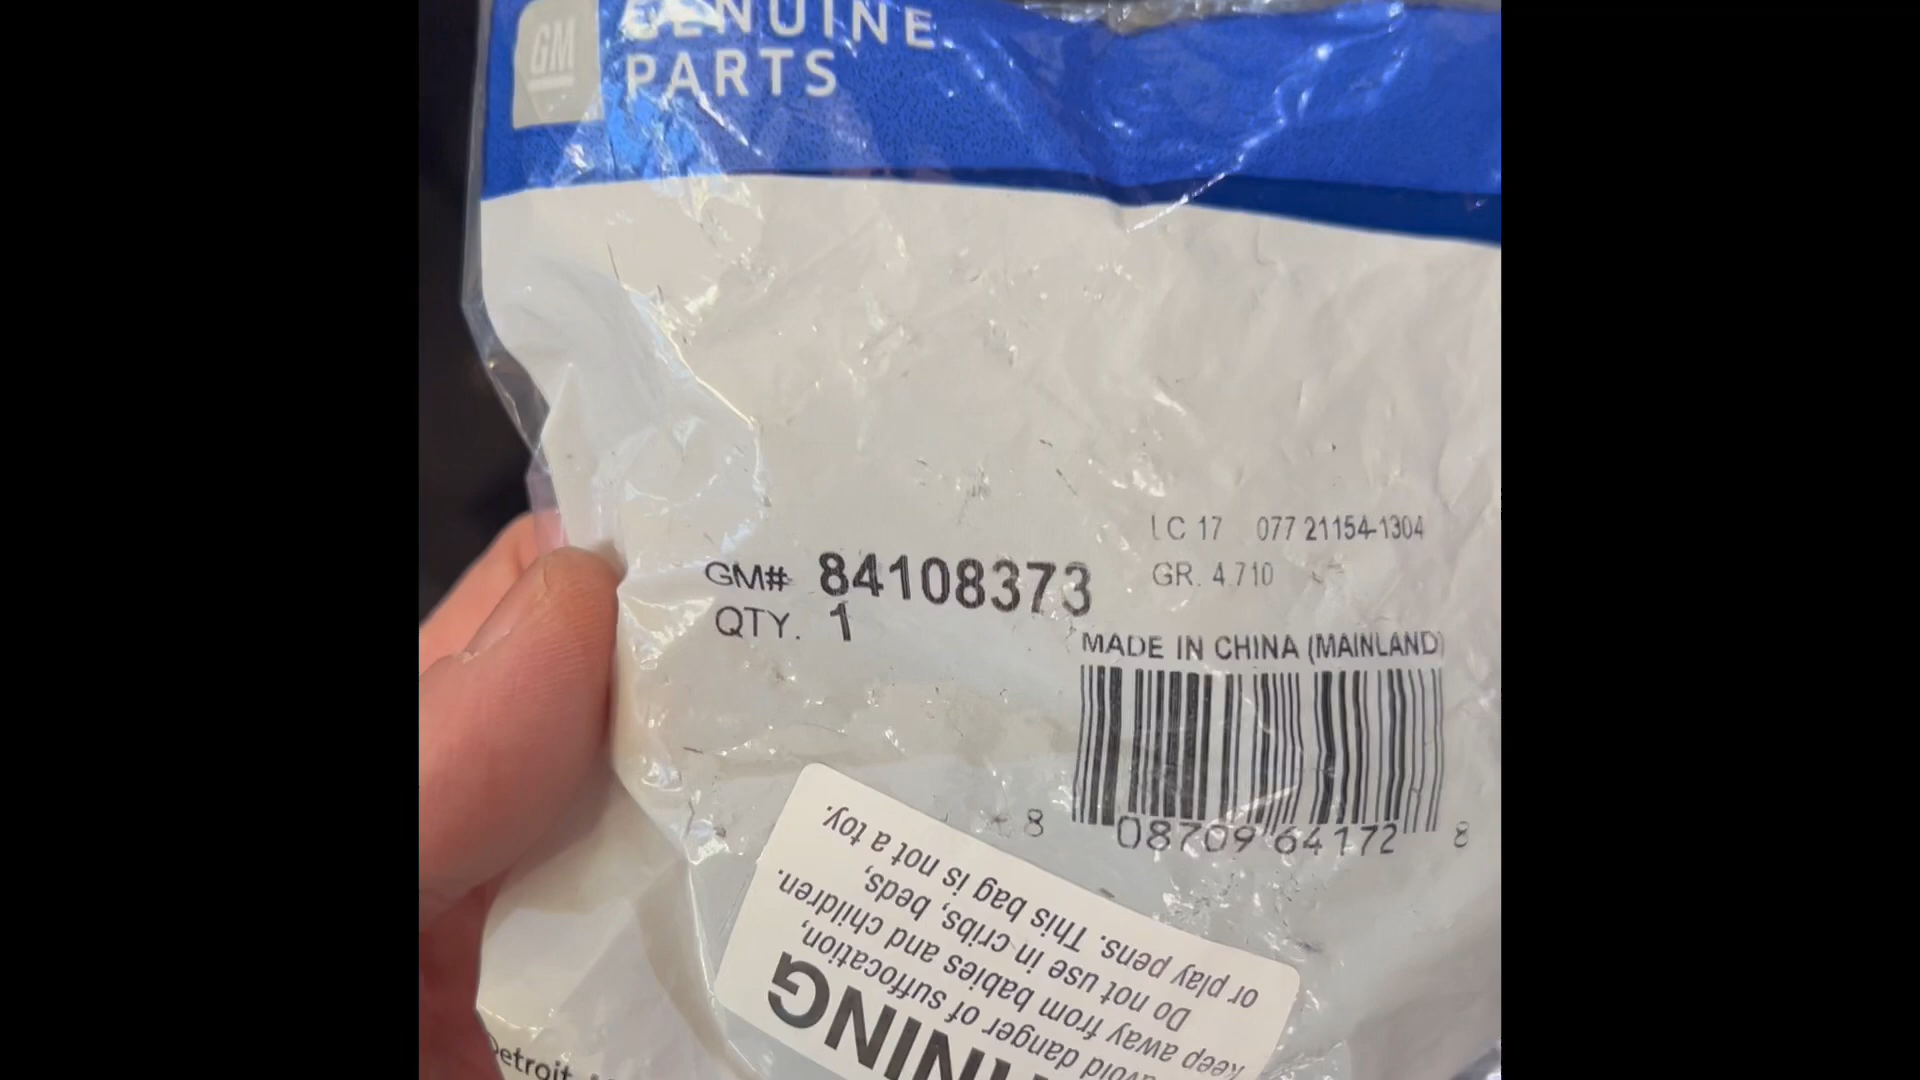 GM
GENUINE
PARTS
LC 17 077 21154-1304
GM# 84108373
GR. 4.710
QTY. 1
MADE IN CHINA (MAINLAND)
8 08709 64172 8
or play pens. This bag is not a toy.
Do not use in cribs, beds,
keep away from babies and children.
avoid danger of suffocation,
Detroit,